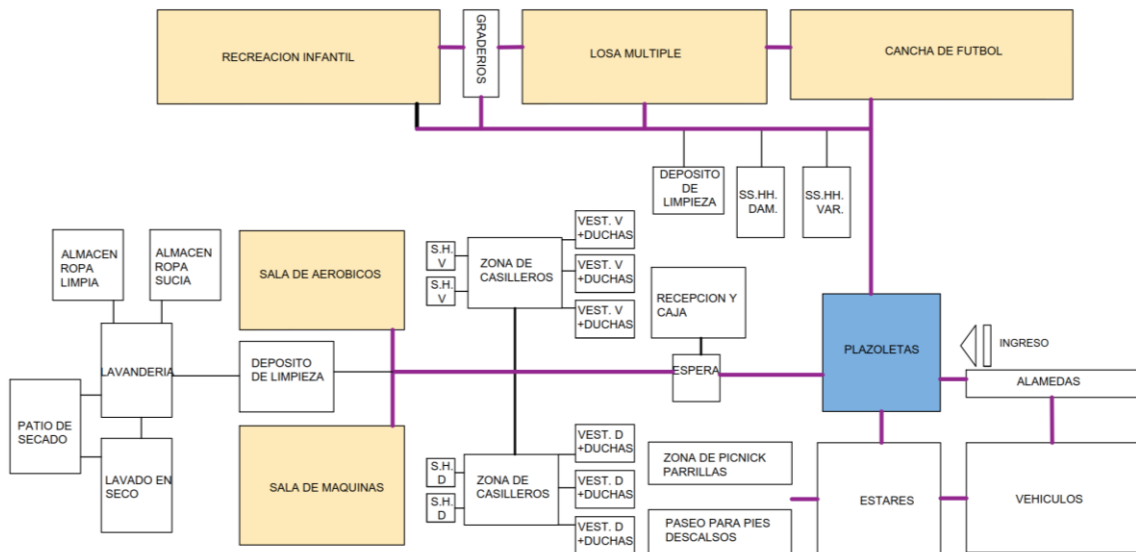 RECREACION INFANTIL
GRADERIOS
LOSA MULTIPLE
CANCHA DE FUTBOL
DEPOSITO
DE
LIMPIEZA
SS.HH.
DAM.
SS.HH.
VAR.
ALMACEN
ROPA
LIMPIA
ALMACEN
ROPA
SUCIA
SALA DE AEROBICOS
S.H.
V
S.H.
V
ZONA DE
CASILLEROS
VEST. V
+DUCHAS
VEST. V
+DUCHAS
VEST. V
+DUCHAS
RECEPCION Y
CAJA
PLAZOLETAS
INGRESO
LAVANDERIA
DEPOSITO
DE LIMPIEZA
ESPERA
ALAMEDAS
PATIO DE
SECADO
LAVADO EN
SECO
SALA DE MAQUINAS
S.H.
D
S.H.
D
ZONA DE
CASILLEROS
VEST. D
+DUCHAS
VEST. D
+DUCHAS
VEST. D
+DUCHAS
ZONA DE PICNICK
PARRILLAS
PASEO PARA PIES
DESCALSOS
ESTARES
VEHICULOS